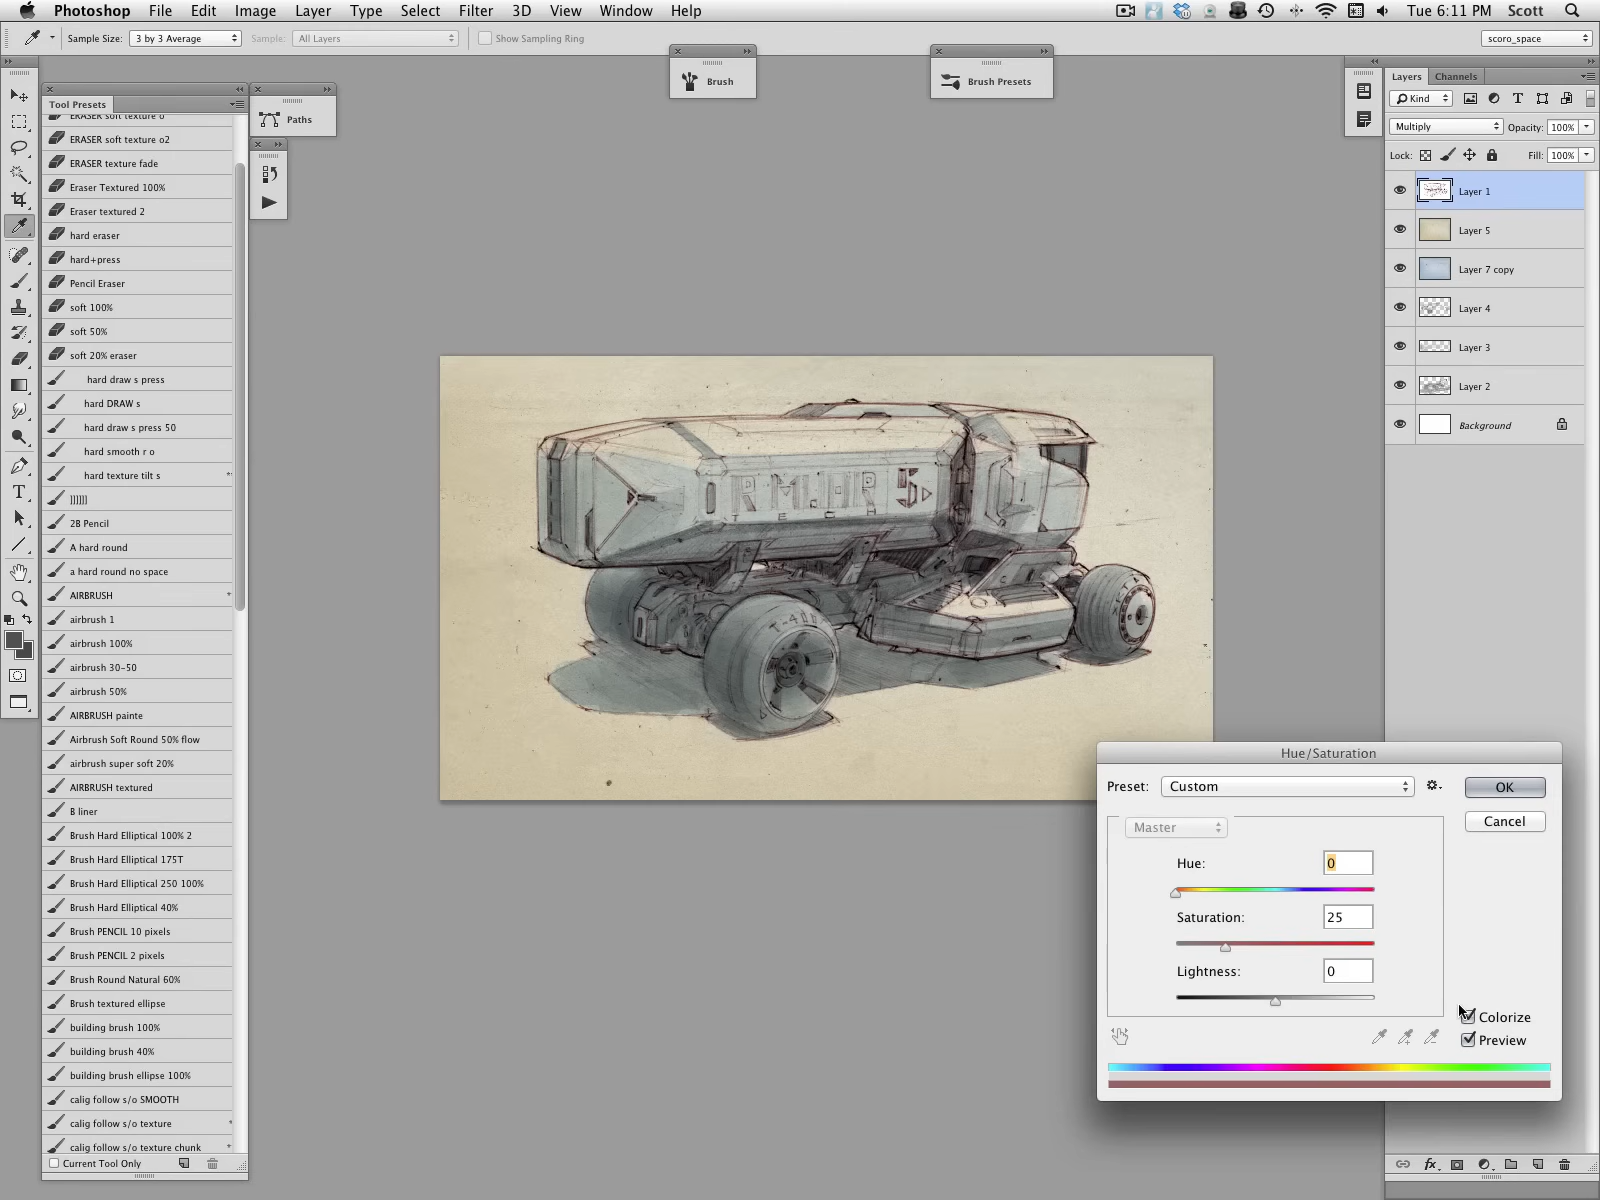 Photoshop File Edit Image Layer Type Select Filter 3D View Window Help Tue 6:11 PM Scott
Sample Size: 3 by 3 Average Sample: All Layers Show Sampling Ring scoro_space
Brush
Brush Presets
Layers Channels
Kind
Multiply Opacity: 100%
Lock: Fill: 100%
Layer 1
Layer 5
Layer 7 copy
Layer 4
Layer 3
Layer 2
Background
Paths
Tool Presets
ERASER soft texture o
ERASER soft texture o2
ERASER texture fade
Eraser Textured 100%
Eraser textured 2
hard eraser
hard+press
Pencil Eraser
soft 100%
soft 50%
soft 20% eraser
hard draw s press
hard DRAW s
hard draw s press 50
hard smooth r o
hard texture tilt s
]]]]]]
2B Pencil
A hard round
a hard round no space
AIRBRUSH
airbrush 1
airbrush 100%
airbrush 30-50
airbrush 50%
AIRBRUSH painte
Airbrush Soft Round 50% flow
airbrush super soft 20%
AIRBRUSH textured
B liner
Brush Hard Elliptical 100% 2
Brush Hard Elliptical 175T
Brush Hard Elliptical 250 100%
Brush Hard Elliptical 40%
Brush PENCIL 10 pixels
Brush PENCIL 2 pixels
Brush Round Natural 60%
Brush textured ellipse
building brush 100%
building brush 40%
building brush ellipse 100%
calig follow s/o SMOOTH
calig follow s/o texture
calig follow s/o texture chunk
Current Tool Only
5
TECH
Hue/Saturation
Preset: Custom
OK
Cancel
Master
Hue: 0
Saturation: 25
Lightness: 0
Colorize
Preview